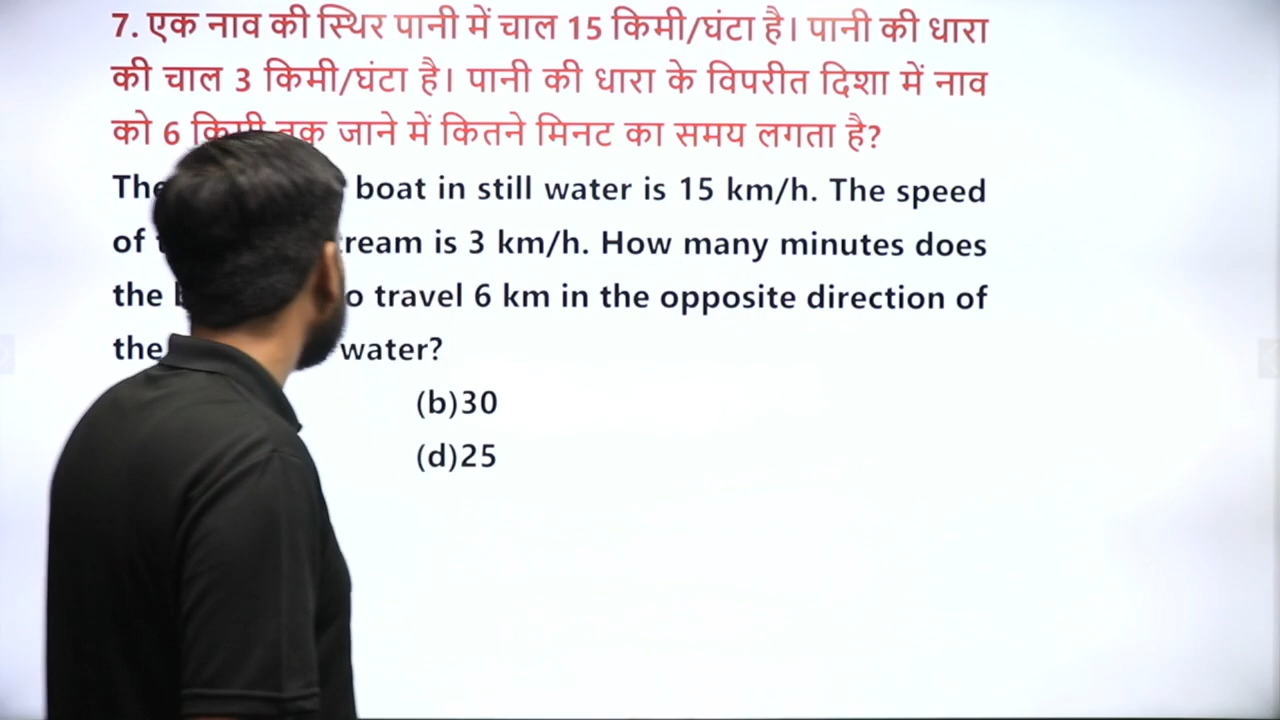 7. एक नाव की स्थिर पानी में चाल 15 किमी/घंटा है। पानी की धारा
की चाल 3 किमी/घंटा है। पानी की धारा के विपरीत दिशा में नाव
को 6 किमी तक जाने में कितने मिनट का समय लगता है?
The boat in still water is 15 km/h. The speed
of is 3 km/h. How many minutes does
the travel 6 km in the opposite direction of
the water?
(b)30
(d)25